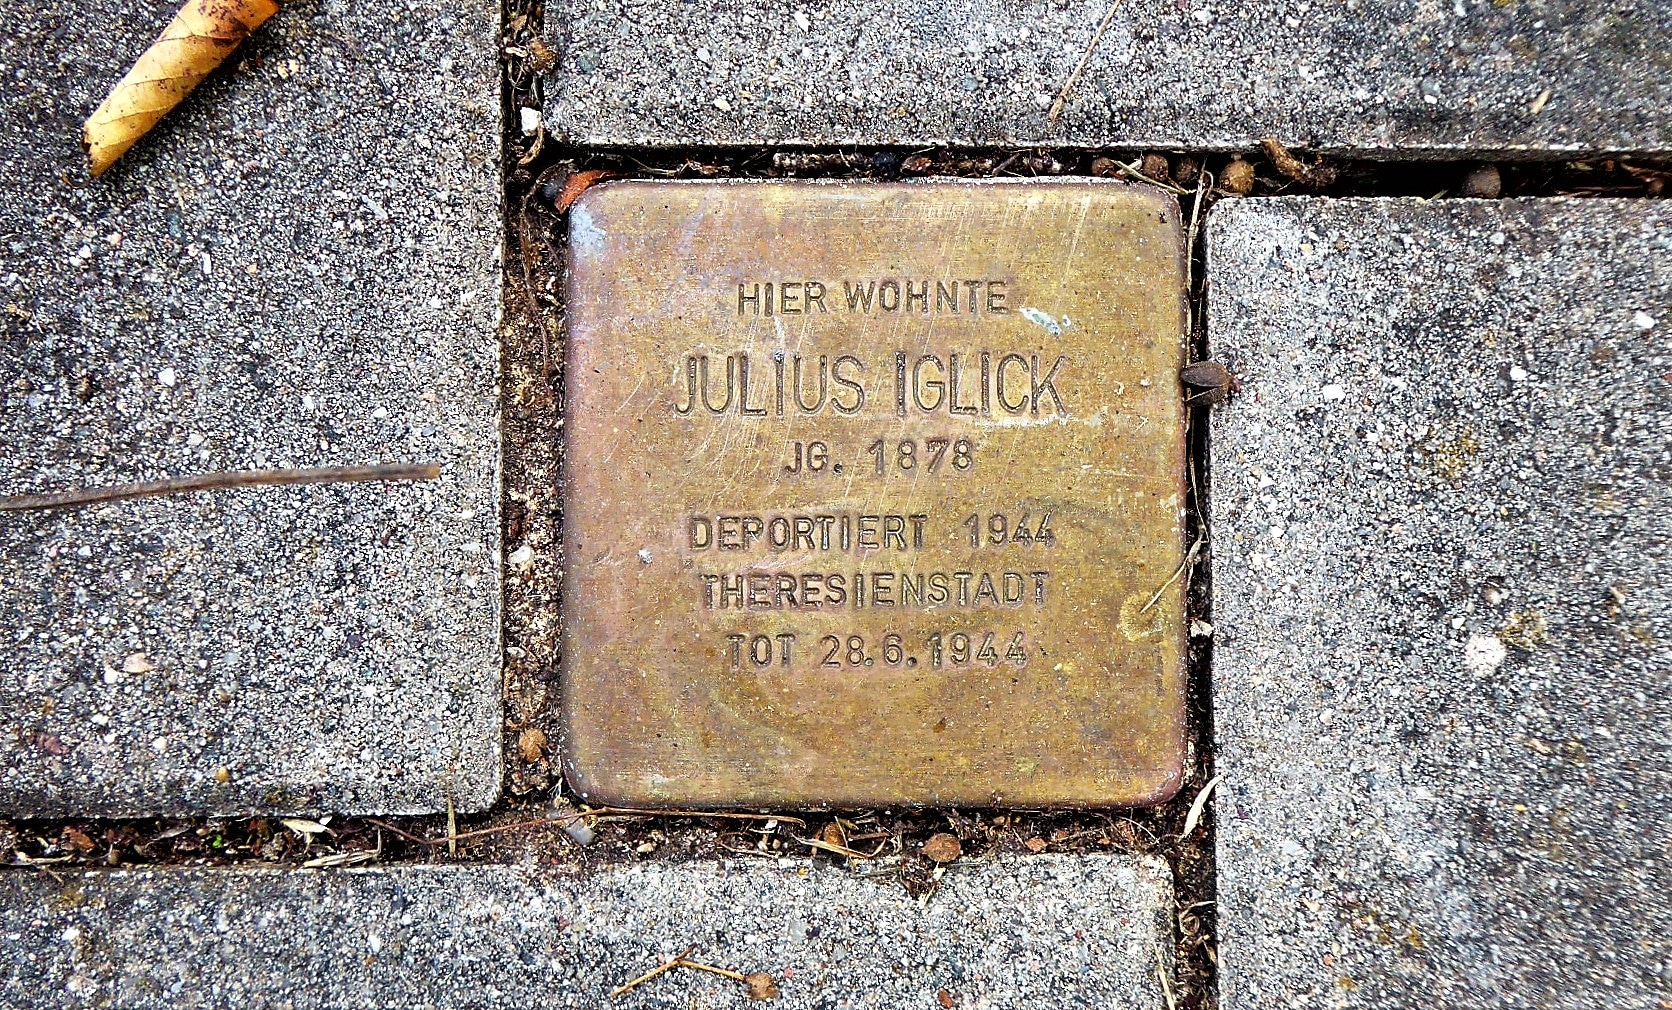 HIER WOHNTE
JULIUS IGLICK
JG. 1878
DEPORTIERT 1944
THERESIENSTADT
TOT 28.6.1944